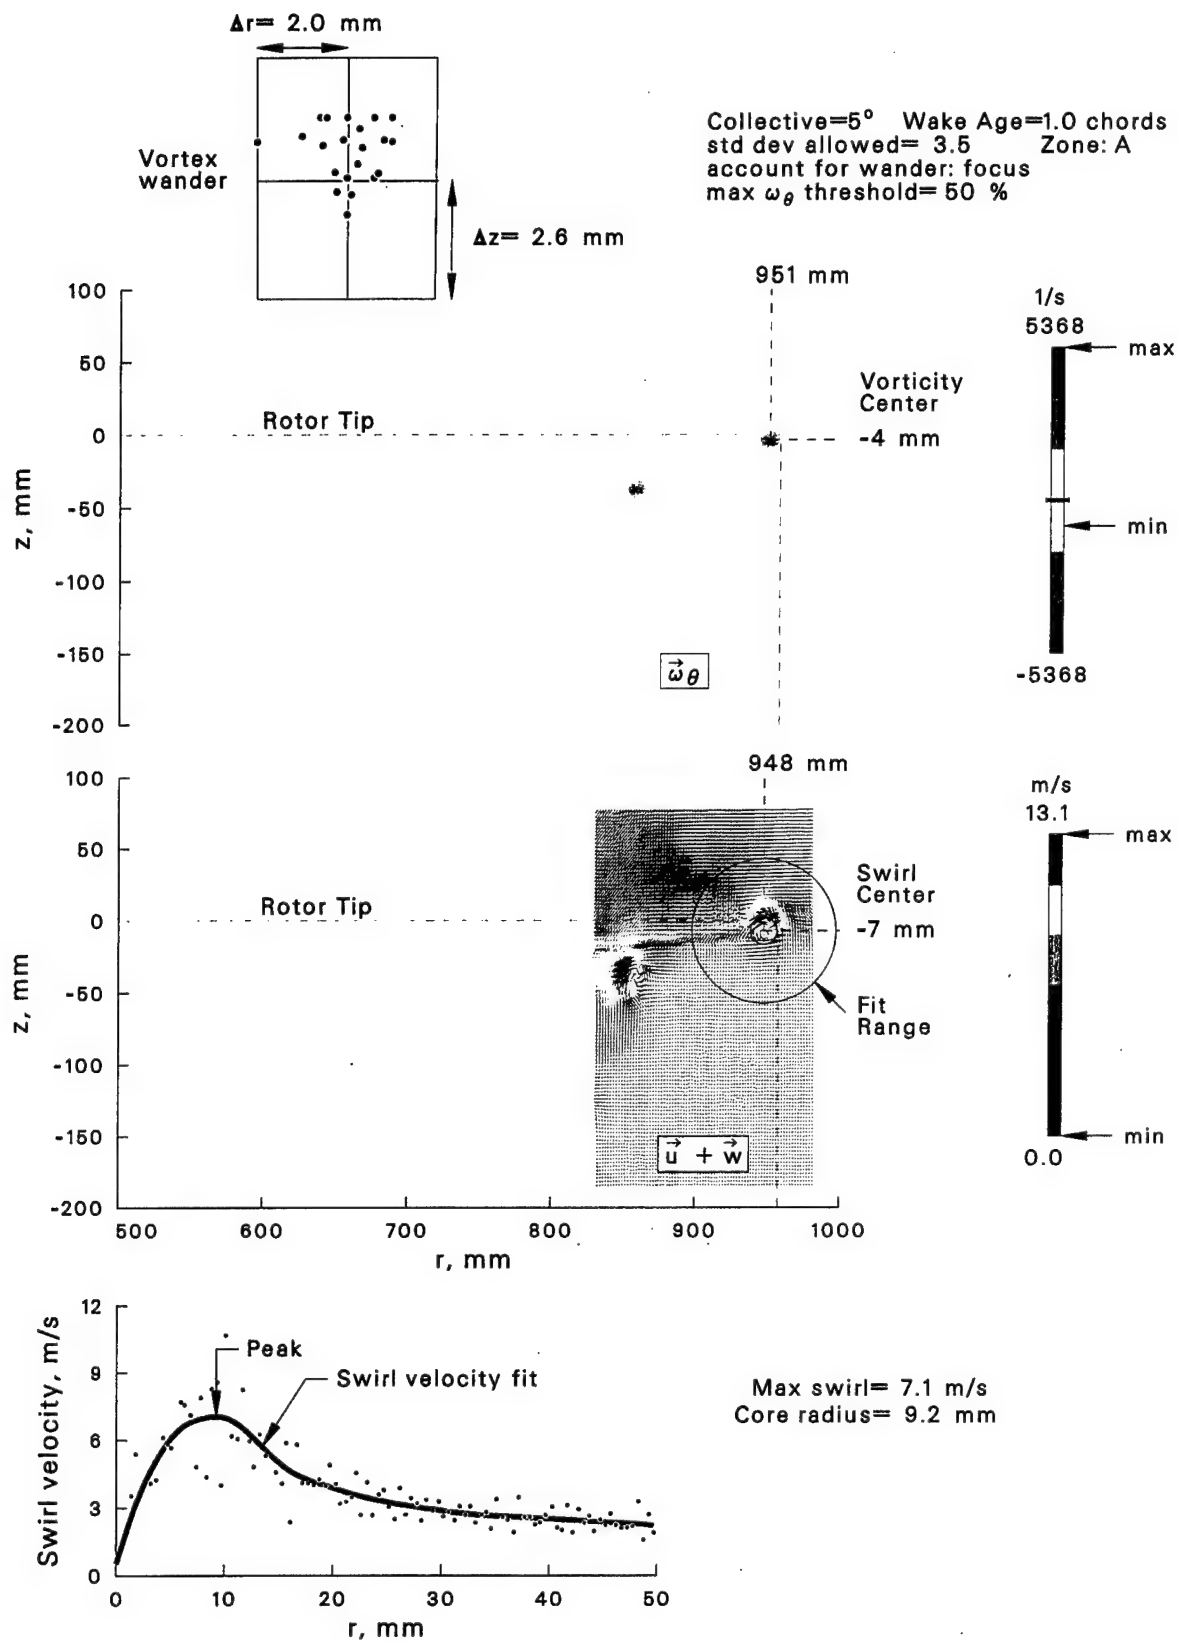 Δr= 2.0 mm
Vortex
wander
Δz= 2.6 mm
Collective=5° Wake Age=1.0 chords
std dev allowed= 3.5 Zone: A
account for wander: focus
max ω_θ threshold= 50 %
951 mm
1/s
5368
max
min
-5368
Vorticity
Center
-4 mm
Rotor Tip
100
50
0
-50
-100
-150
-200
z, mm
ω⃗_θ
948 mm
m/s
13.1
max
min
0.0
Swirl
Center
-7 mm
Rotor Tip
Fit
Range
100
50
0
-50
-100
-150
-200
z, mm
u⃗ + w⃗
500 600 700 800 900 1000
r, mm
12
9
6
3
0
Swirl velocity, m/s
Peak
Swirl velocity fit
Max swirl= 7.1 m/s
Core radius= 9.2 mm
0 10 20 30 40 50
r, mm